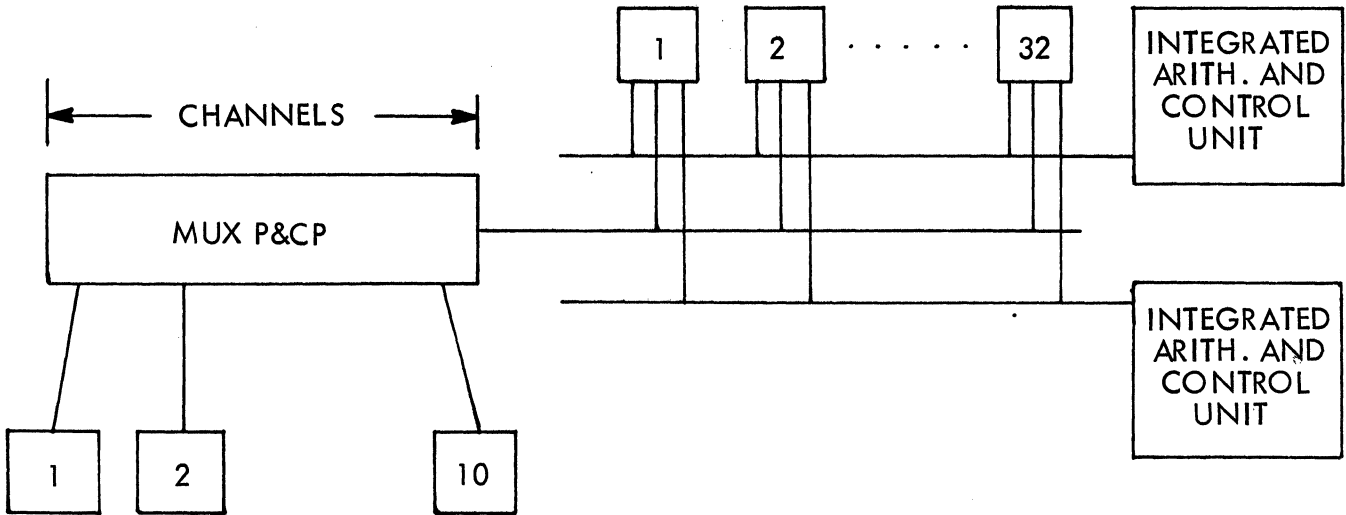 1
2
. . . . . .
32
INTEGRATED
ARITH. AND
CONTROL
UNIT
CHANNELS
MUX P&CP
INTEGRATED
ARITH. AND
CONTROL
UNIT
1
2
10